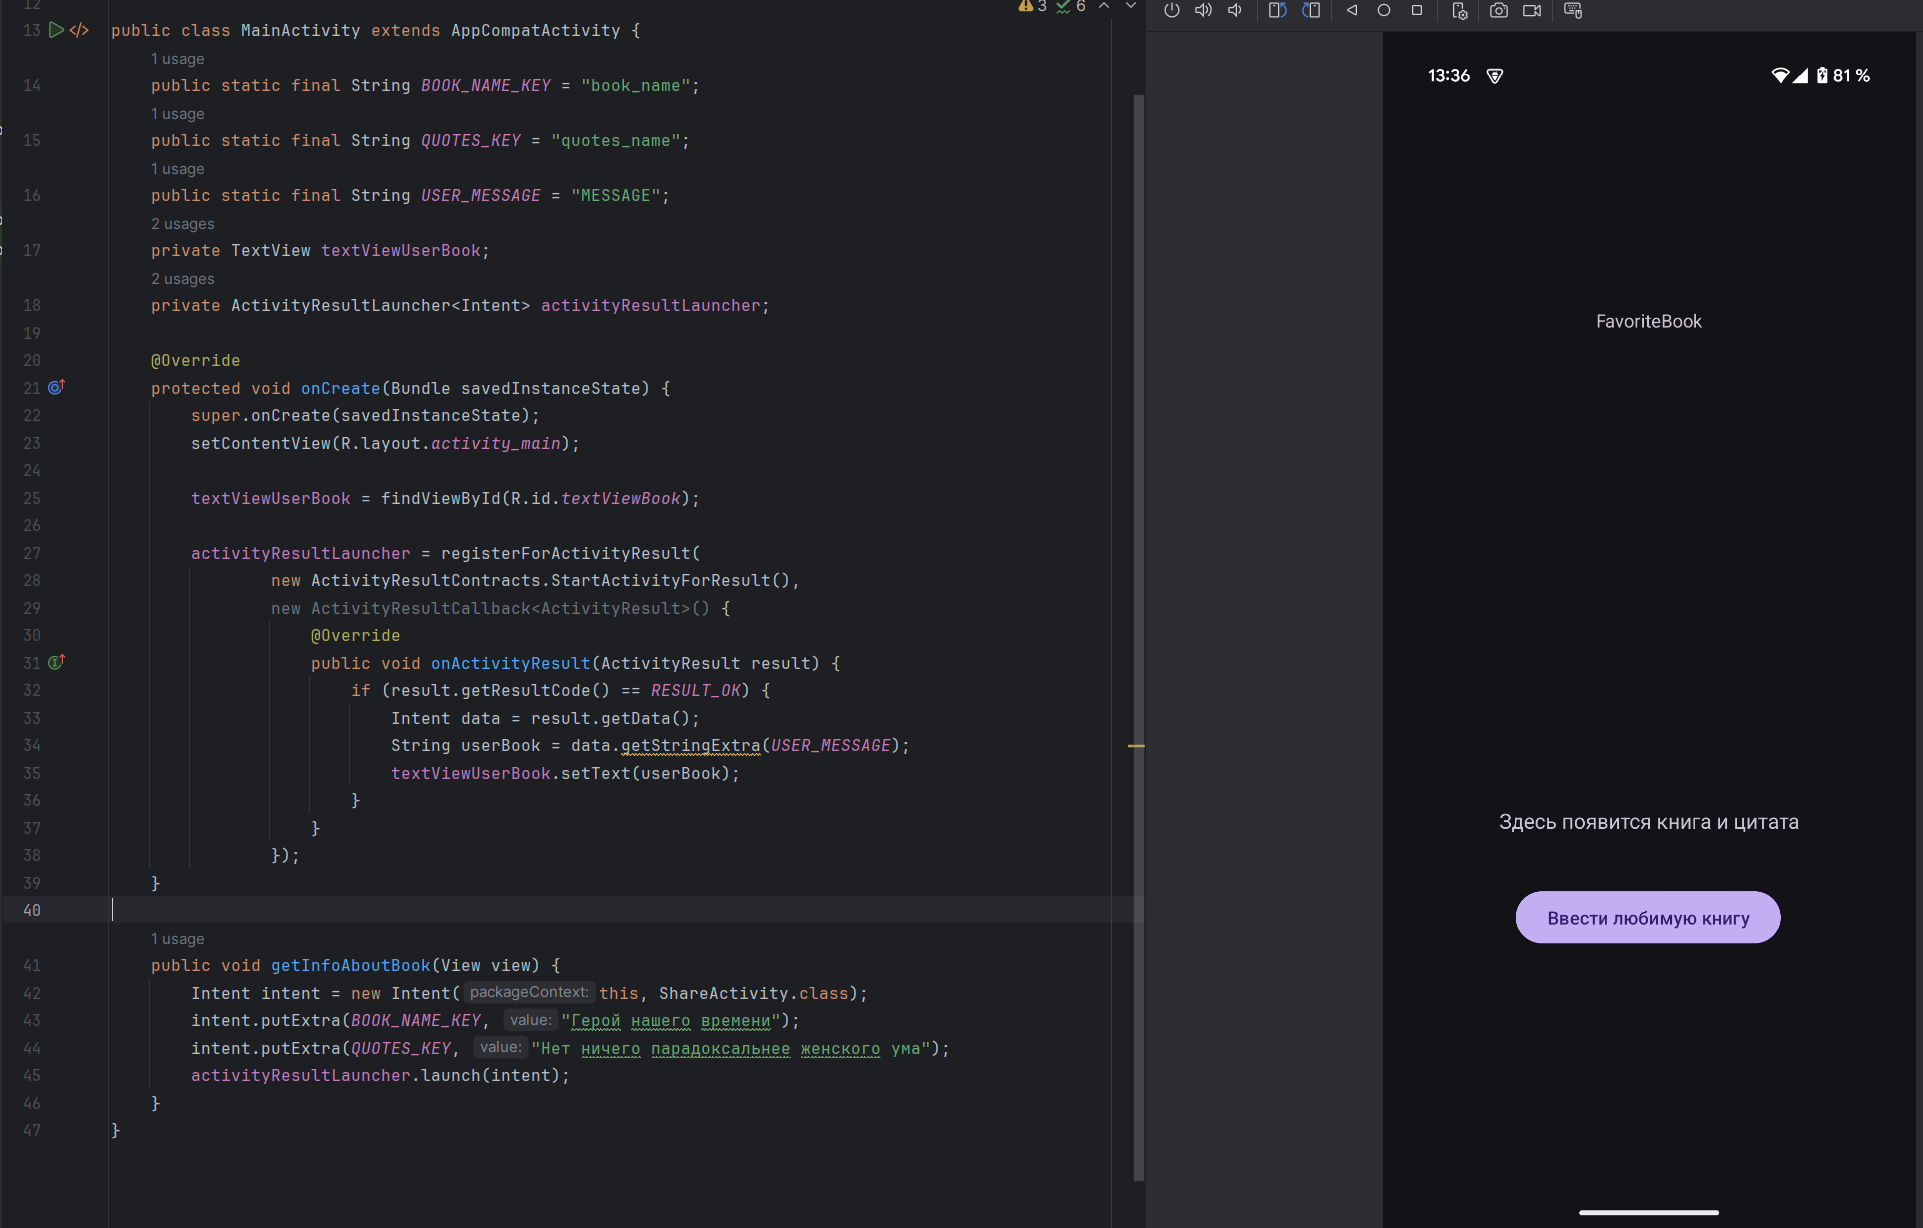 12
3 6
13 public class MainActivity extends AppCompatActivity {
1 usage
14 public static final String BOOK_NAME_KEY = "book_name";
1 usage
15 public static final String QUOTES_KEY = "quotes_name";
1 usage
16 public static final String USER_MESSAGE = "MESSAGE";
2 usages
17 private TextView textViewUserBook;
2 usages
18 private ActivityResultLauncher<Intent> activityResultLauncher;
19
20 @Override
21 protected void onCreate(Bundle savedInstanceState) {
22 super.onCreate(savedInstanceState);
23 setContentView(R.layout.activity_main);
24
25 textViewUserBook = findViewById(R.id.textViewBook);
26
27 activityResultLauncher = registerForActivityResult(
28 new ActivityResultContracts.StartActivityForResult(),
29 new ActivityResultCallback<ActivityResult>() {
30 @Override
31 public void onActivityResult(ActivityResult result) {
32 if (result.getResultCode() == RESULT_OK) {
33 Intent data = result.getData();
34 String userBook = data.getStringExtra(USER_MESSAGE);
35 textViewUserBook.setText(userBook);
36 }
37 }
38 });
39 }
40
1 usage
41 public void getInfoAboutBook(View view) {
42 Intent intent = new Intent( packageContext: this, ShareActivity.class);
43 intent.putExtra(BOOK_NAME_KEY, value: "Герой нашего времени");
44 intent.putExtra(QUOTES_KEY, value: "Нет ничего парадоксальнее женского ума");
45 activityResultLauncher.launch(intent);
46 }
47 }
13:36 81 %
FavoriteBook
Здесь появится книга и цитата
Ввести любимую книгу